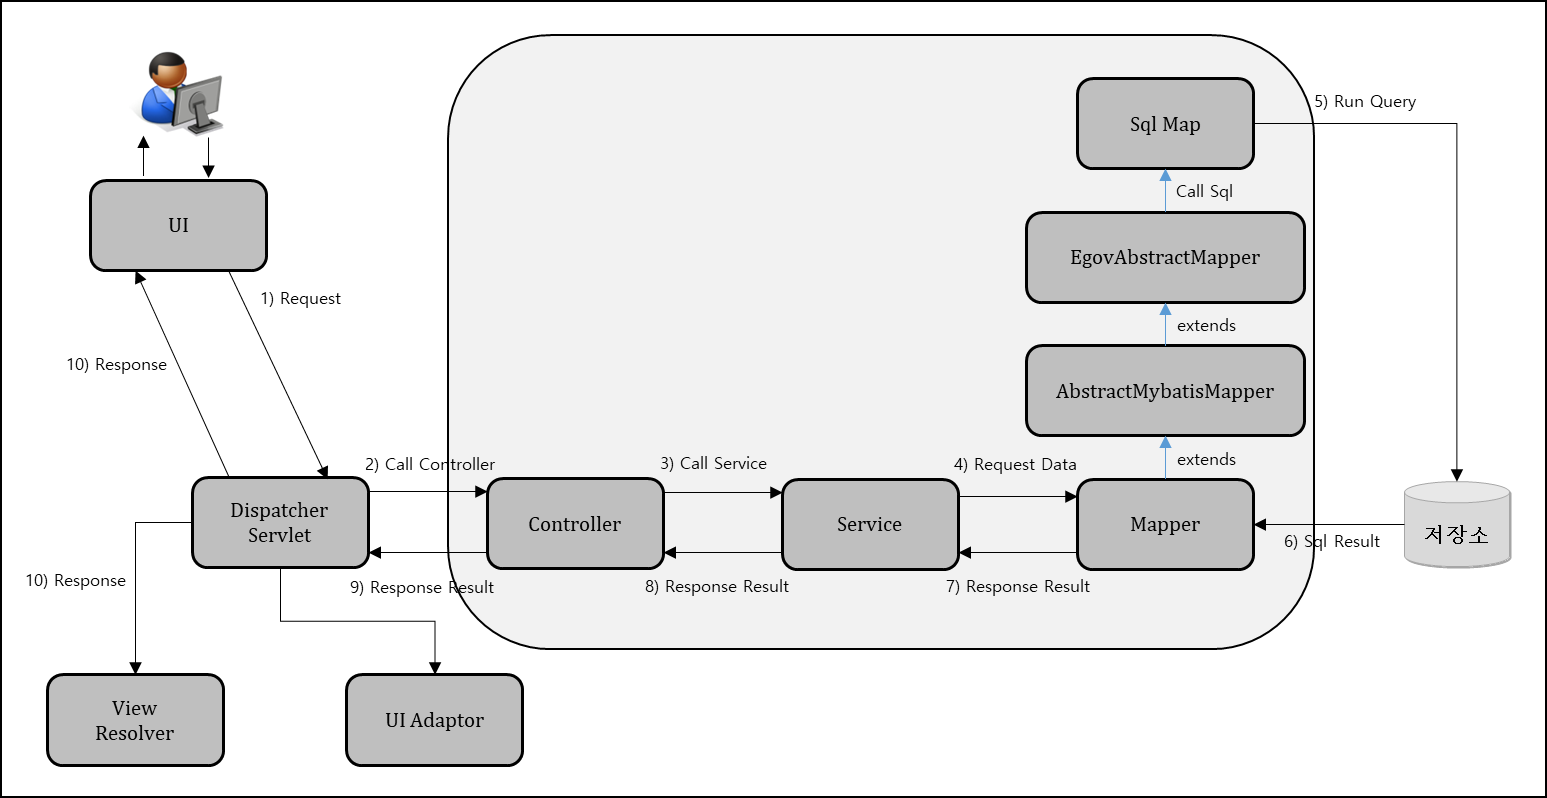 5) Run Query
Sql Map
Call Sql
UI
EgovAbstractMapper
1) Request
extends
10) Response
AbstractMybatisMapper
2) Call Controller
3) Call Service
4) Request Data
extends
Dispatcher
Servlet
Controller
Service
Mapper
저장소
6) Sql Result
10) Response
9) Response Result
8) Response Result
7) Response Result
View
Resolver
UI Adaptor